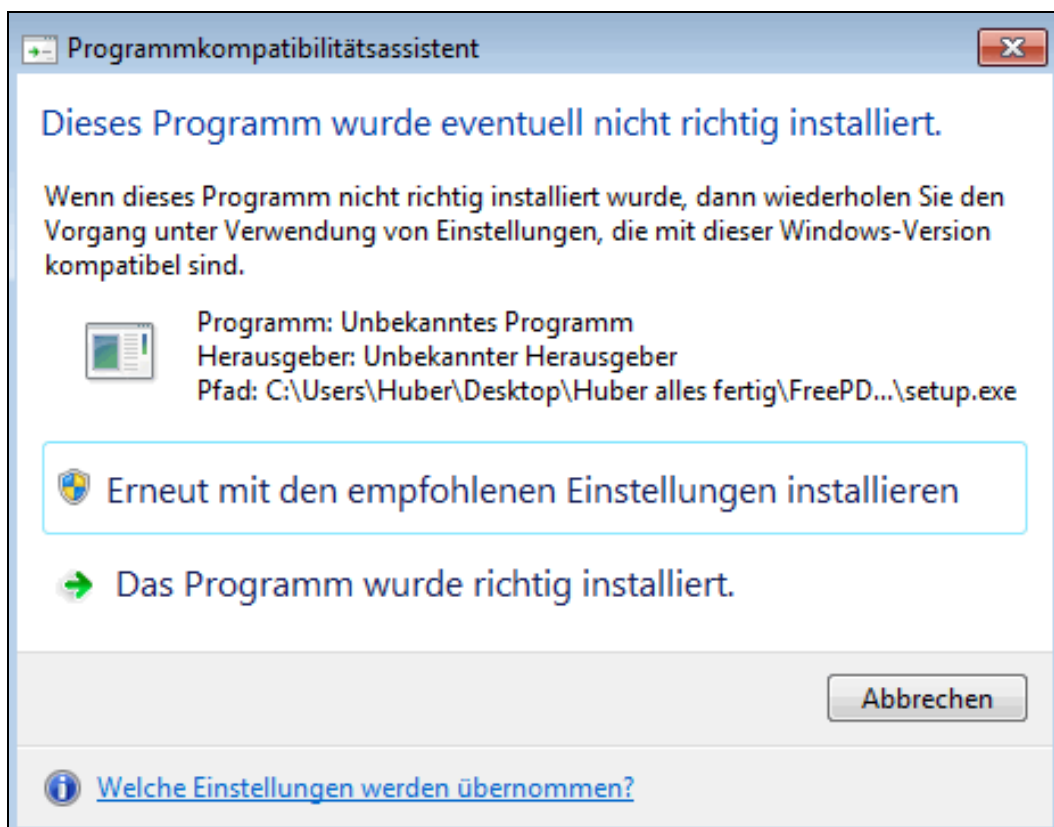 Programmkompatibilitätsassistent
Dieses Programm wurde eventuell nicht richtig installiert.
Wenn dieses Programm nicht richtig installiert wurde, dann wiederholen Sie den
Vorgang unter Verwendung von Einstellungen, die mit dieser Windows-Version
kompatibel sind.
Programm: Unbekanntes Programm
Herausgeber: Unbekannter Herausgeber
Pfad: C:\Users\Huber\Desktop\Huber alles fertig\FreePD...\setup.exe
Erneut mit den empfohlenen Einstellungen installieren
Das Programm wurde richtig installiert.
Abbrechen
Welche Einstellungen werden übernommen?